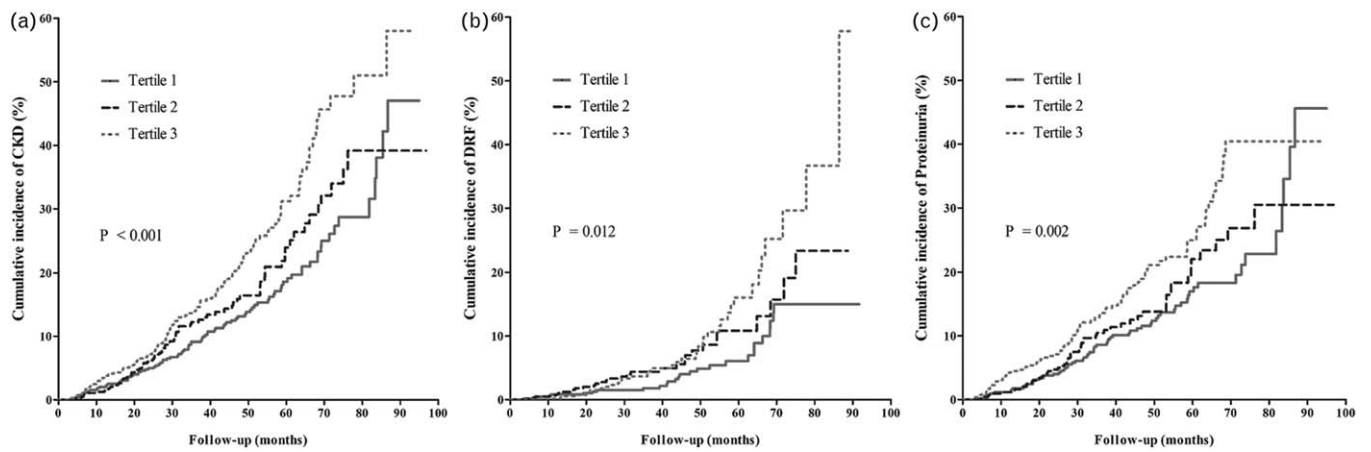 (a)
Cumulative incidence of CKD (%)
60
50
40
30
20
10
0
Tertile 1
Tertile 2
Tertile 3
P < 0.001
0 10 20 30 40 50 60 70 80 90 100
Follow-up (months)
(b)
Cumulative incidence of DRF (%)
60
50
40
30
20
10
0
Tertile 1
Tertile 2
Tertile 3
P = 0.012
0 10 20 30 40 50 60 70 80 90 100
Follow-up (months)
(c)
Cumulative incidence of Proteinuria (%)
60
50
40
30
20
10
0
Tertile 1
Tertile 2
Tertile 3
P = 0.002
0 10 20 30 40 50 60 70 80 90 100
Follow-up (months)